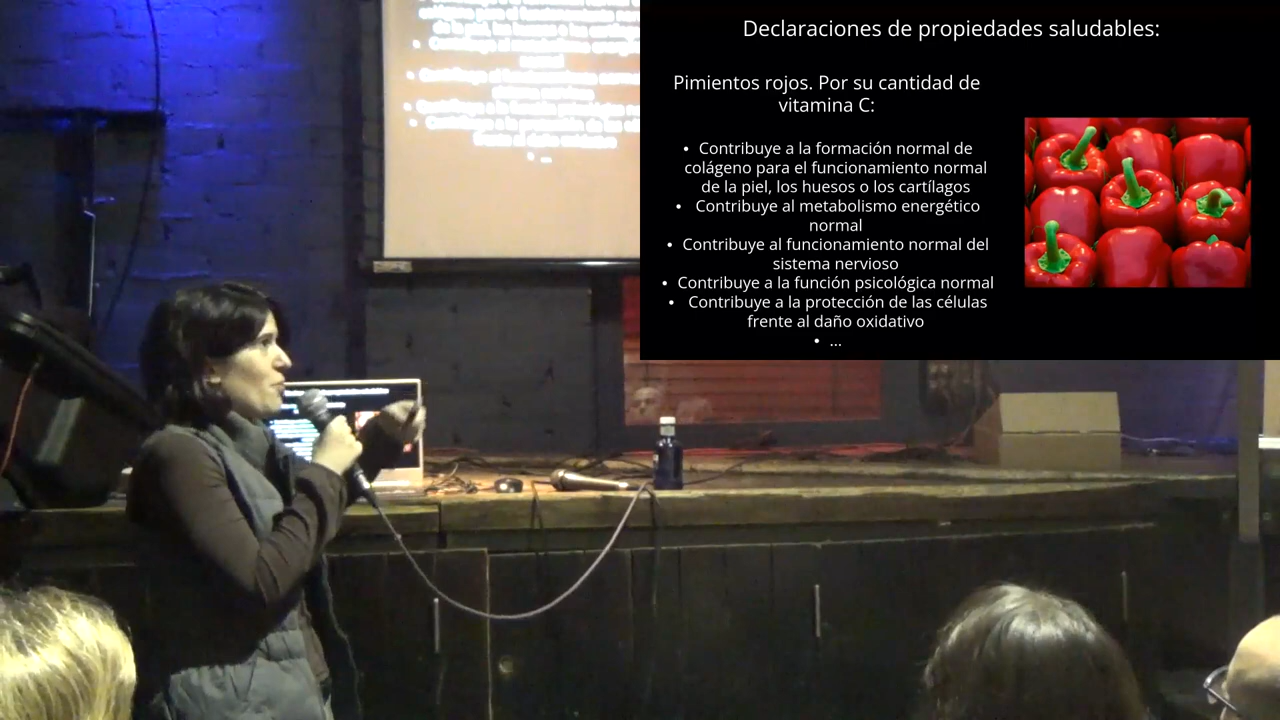 Declaraciones de propiedades saludables:
Pimientos rojos. Por su cantidad de
vitamina C:
• Contribuye a la formación normal de
colágeno para el funcionamiento normal
de la piel, los huesos o los cartílagos
• Contribuye al metabolismo energético
normal
• Contribuye al funcionamiento normal del
sistema nervioso
• Contribuye a la función psicológica normal
• Contribuye a la protección de las células
frente al daño oxidativo
• ...